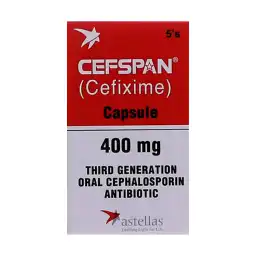 5's
CEFSPAN®
(Cefixime)
Capsule
400 mg
THIRD GENERATION
ORAL CEPHALOSPORIN
ANTIBIOTIC
astellas